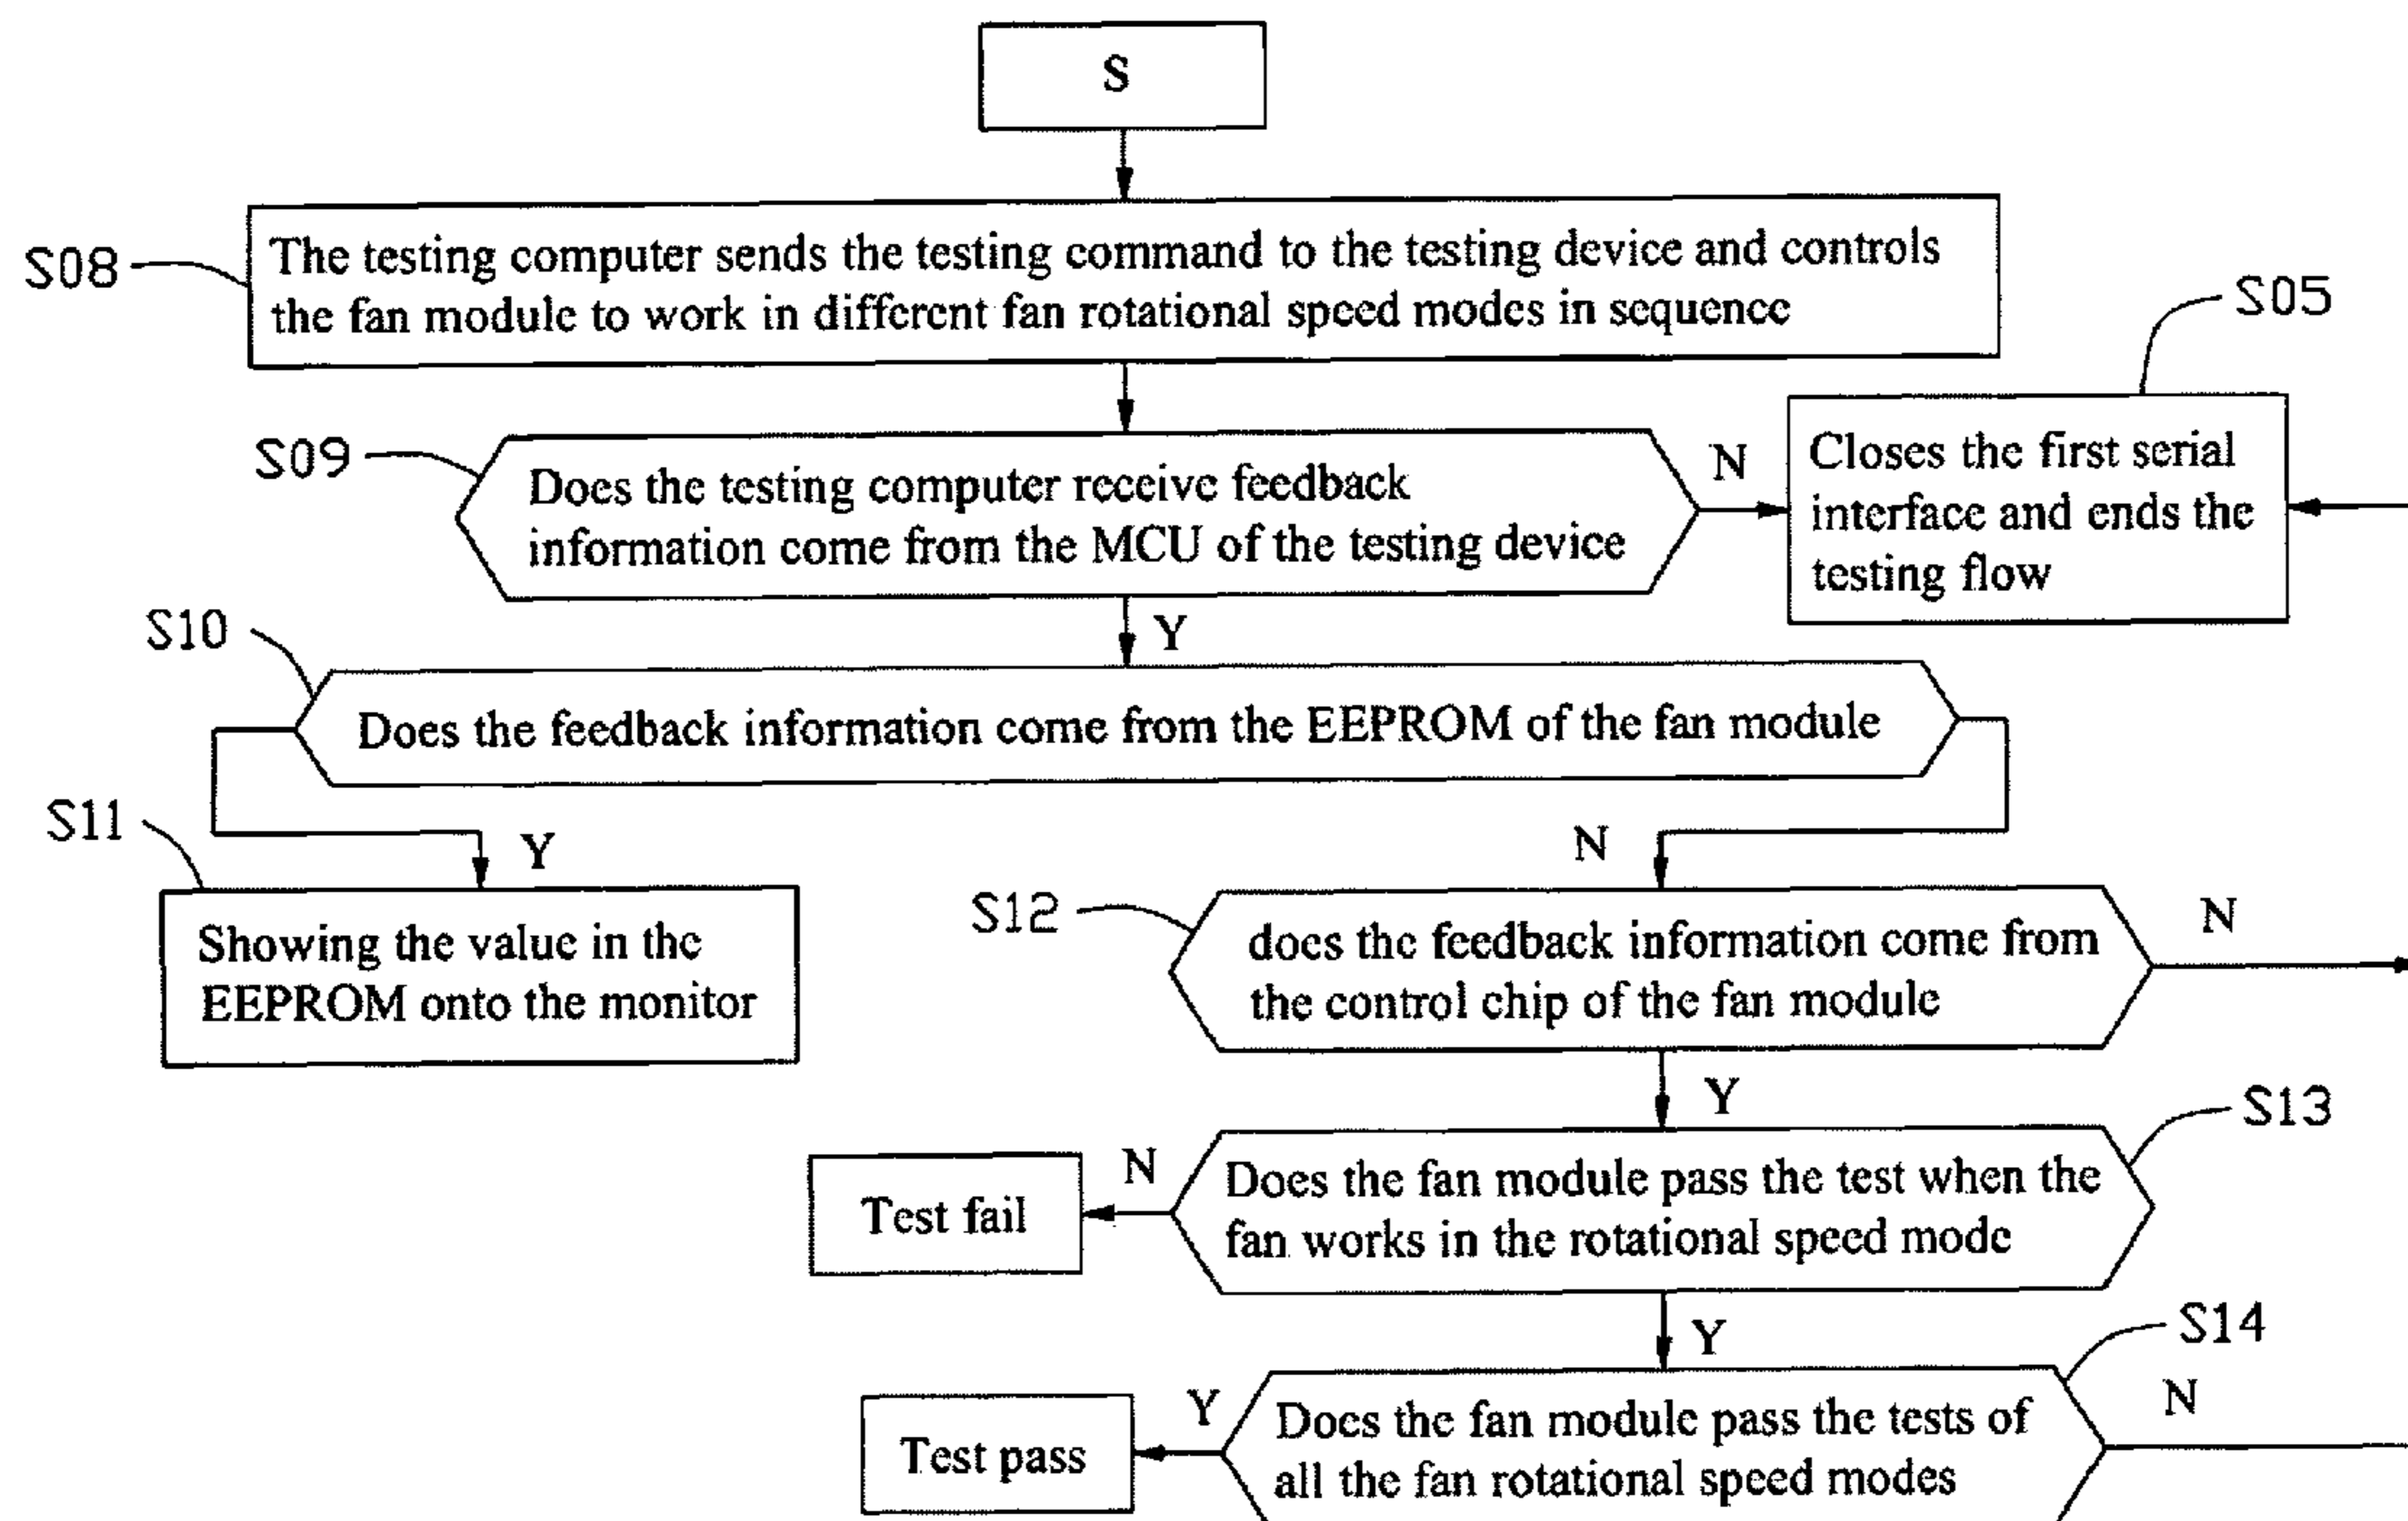 S
S08
The testing computer sends the testing command to the testing device and controls
the fan module to work in different fan rotational speed modes in sequence
S05
S09
Does the testing computer receive feedback
information come from the MCU of the testing device
N
Closes the first serial
interface and ends the
testing flow
Y
S10
Does the feedback information come from the EEPROM of the fan module
S11
Y
N
Showing the value in the
EEPROM onto the monitor
S12
does the feedback information come from
the control chip of the fan module
N
Y
S13
Test fail
N
Does the fan module pass the test when the
fan works in the rotational speed mode
Y
S14
Test pass
Y
Does the fan module pass the tests of
all the fan rotational speed modes
N